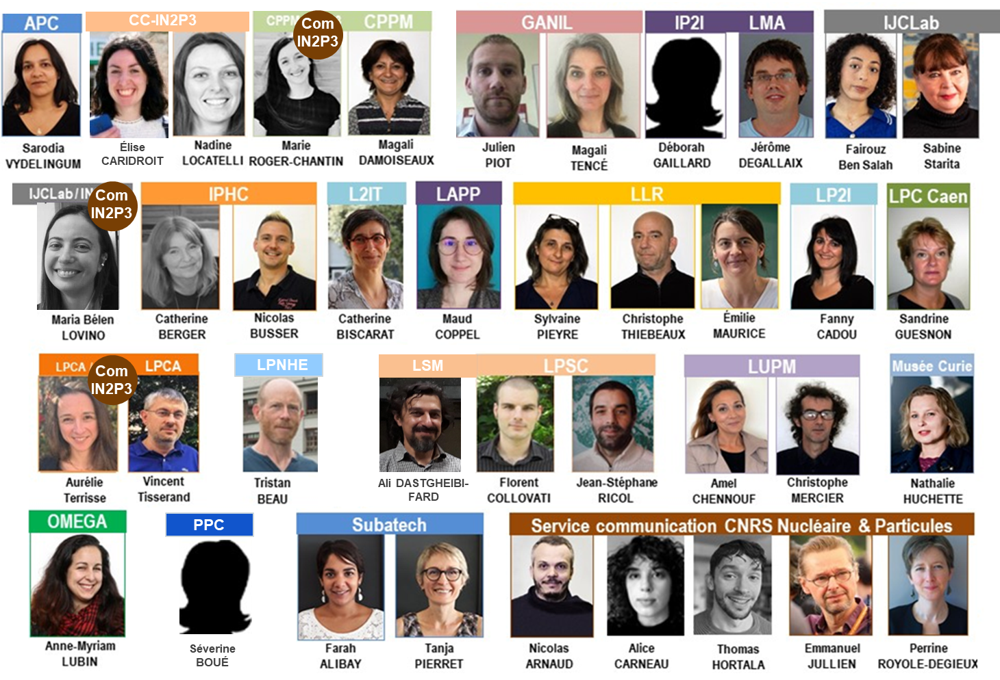 APC
CC-IN2P3
CPPM
Com
IN2P3
CPPM
GANIL
IP2I
LMA
IJCLab
Sarodia
VYDELINGUM
Élise
CARIDROIT
Nadine
LOCATELLI
Marie
ROGER-CHANTIN
Magali
DAMOISEAUX
Julien
PIOT
Magali
TENCÉ
Déborah
GAILLARD
Jérôme
DEGALLAIX
Fairouz
Ben Salah
Sabine
Starita
IJCLab/IN
Com
IN2P3
IPHC
L2IT
LAPP
LLR
LP2I
LPC Caen
Maria Bélen
LOVINO
Catherine
BERGER
Nicolas
BUSSER
Catherine
BISCARAT
Maud
COPPEL
Sylvaine
PIEYRE
Christophe
THIEBEAUX
Émilie
MAURICE
Fanny
CADOU
Sandrine
GUESNON
LPCA
Com
IN2P3
LPCA
LPNHE
LSM
LPSC
LUPM
Musée Curie
Aurélie
Terrisse
Vincent
Tisserand
Tristan
BEAU
Ali DASTGHEIBI-
FARD
Florent
COLLOVATI
Jean-Stéphane
RICOL
Amel
CHENNOUF
Christophe
MERCIER
Nathalie
HUCHETTE
OMEGA
PPC
Subatech
Service communication CNRS Nucléaire & Particules
Anne-Myriam
LUBIN
Séverine
BOUÉ
Farah
ALIBAY
Tanja
PIERRET
Nicolas
ARNAUD
Alice
CARNEAU
Thomas
HORTALA
Emmanuel
JULLIEN
Perrine
ROYOLE-DEGIEUX